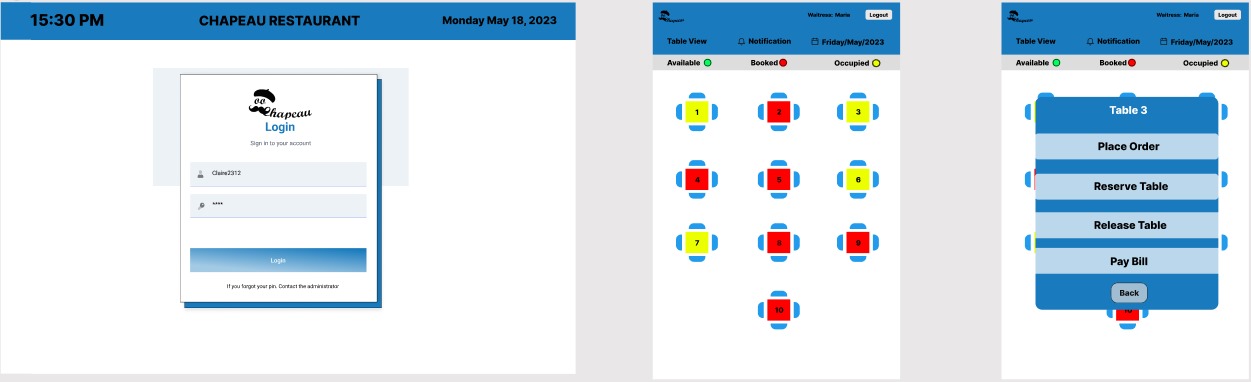 15:30 PM CHAPEAU RESTAURANT Monday May 18, 2023
Chapeau
Login
Sign in to your account
Claire2312
****
Login
If you forgot your pin. Contact the administrator
Chapeau Waitress: Maria Logout
Table View Notification Friday/May/2023
Available Booked Occupied
1 2 3
4 5 6
7 8 9
10
Chapeau Waitress: Maria Logout
Table View Notification Friday/May/2023
Available Booked Occupied
Table 3
Place Order
Reserve Table
Release Table
Pay Bill
Back
10